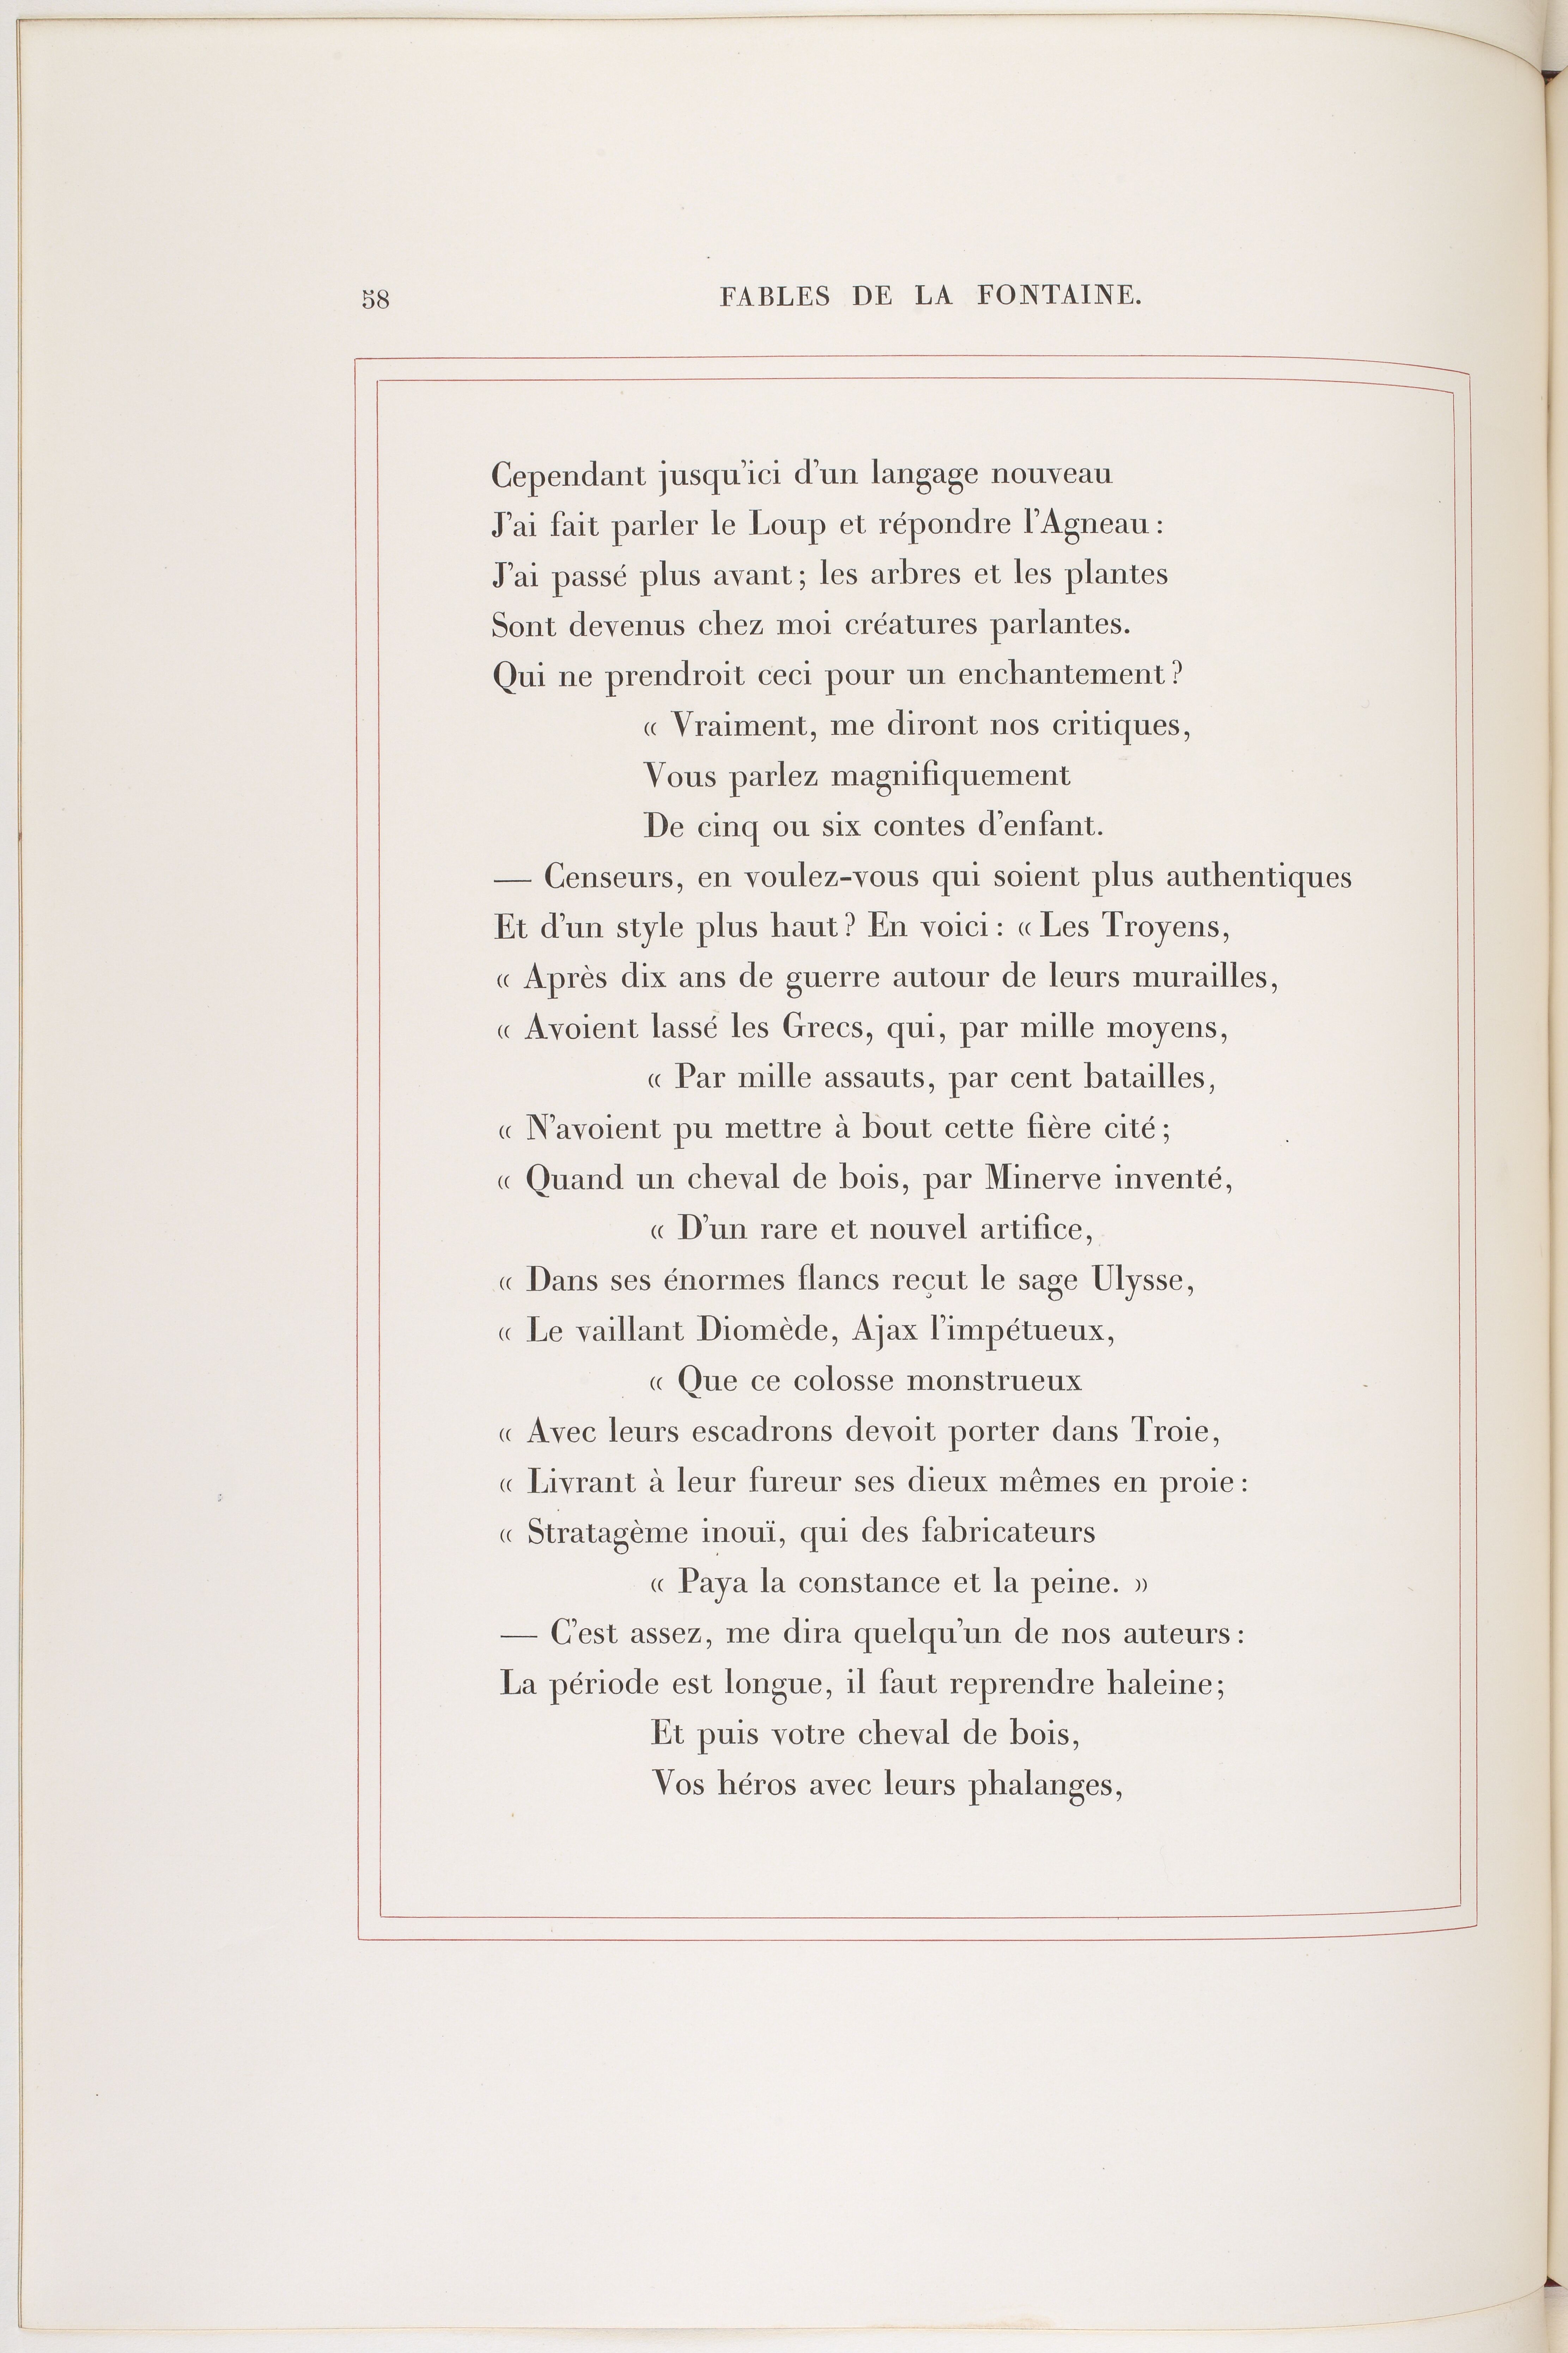 58 FABLES DE LA FONTAINE.
Cependant jusqu'ici d'un langage nouveau
J'ai fait parler le Loup et répondre l'Agneau :
J'ai passé plus avant ; les arbres et les plantes
Sont devenus chez moi créatures parlantes.
Qui ne prendroit ceci pour un enchantement ?
« Vraiment, me diront nos critiques,
Vous parlez magnifiquement
De cinq ou six contes d'enfant.
— Censeurs, en voulez-vous qui soient plus authentiques
Et d'un style plus haut ? En voici : « Les Troyens,
« Après dix ans de guerre autour de leurs murailles,
« Avoient lassé les Grecs, qui, par mille moyens,
« Par mille assauts, par cent batailles,
« N'avoient pu mettre à bout cette fière cité ;
« Quand un cheval de bois, par Minerve inventé,
« D'un rare et nouvel artifice,
« Dans ses énormes flancs reçut le sage Ulysse,
« Le vaillant Diomède, Ajax l'impétueux,
« Que ce colosse monstrueux
« Avec leurs escadrons devoit porter dans Troie,
« Livrant à leur fureur ses dieux mêmes en proie :
« Stratagème inouï, qui des fabricateurs
« Paya la constance et la peine. »
— C'est assez, me dira quelqu'un de nos auteurs :
La période est longue, il faut reprendre haleine ;
Et puis votre cheval de bois,
Vos héros avec leurs phalanges,